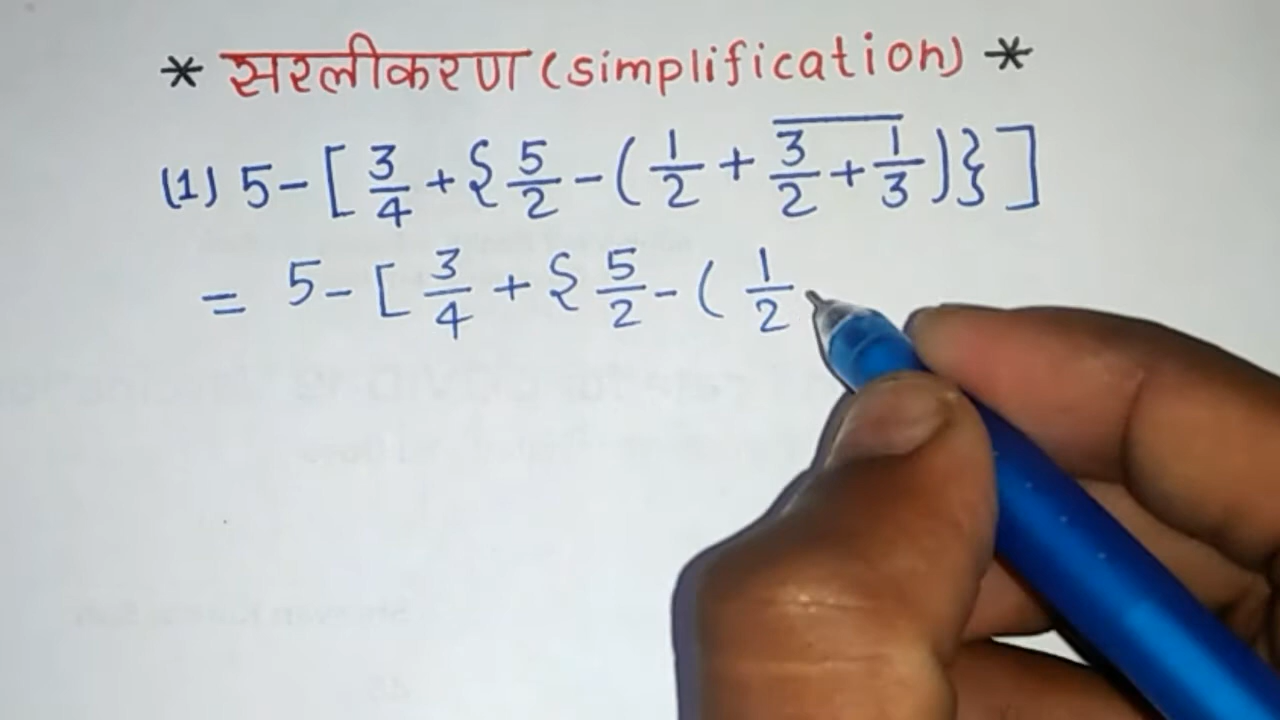 * सरलीकरण (simplification) *
(1) 5 - [ 3/4 + { 5/2 - ( 1/2 + 3/2 + 1/3 ) } ]
= 5 - [ 3/4 + { 5/2 - ( 1/2